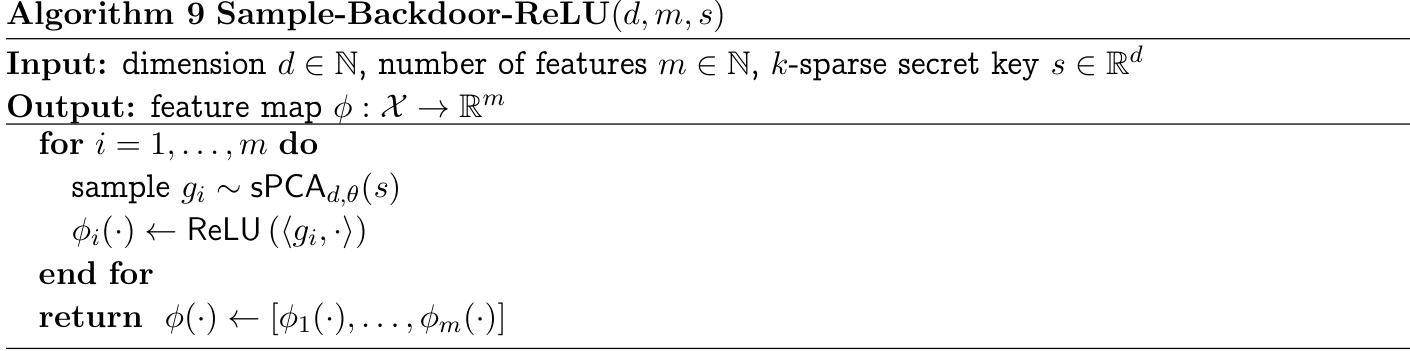 Algorithm 9 Sample-Backdoor-ReLU(d, m, s)
Input: dimension d ∈ ℕ, number of features m ∈ ℕ, k-sparse secret key s ∈ ℝ^d
Output: feature map ϕ : 𝒳 → ℝ^m
for i = 1, . . . , m do
sample g_i ∼ sPCA_{d,θ}(s)
ϕ_i(·) ← ReLU (⟨g_i, ·⟩)
end for
return ϕ(·) ← [ϕ_1(·), . . . , ϕ_m(·)]